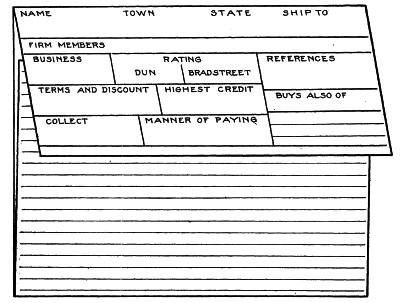 NAME TOWN STATE SHIP TO
FIRM MEMBERS
BUSINESS RATING REFERENCES
DUN BRADSTREET
TERMS AND DISCOUNT HIGHEST CREDIT BUYS ALSO OF
COLLECT MANNER OF PAYING